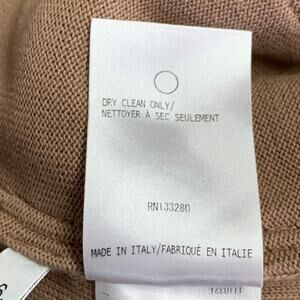 DRY CLEAN ONLY/
NETTOYER À SEC SEULEMENT
RN133280
MADE IN ITALY/FABRIQUÉ EN ITALIE